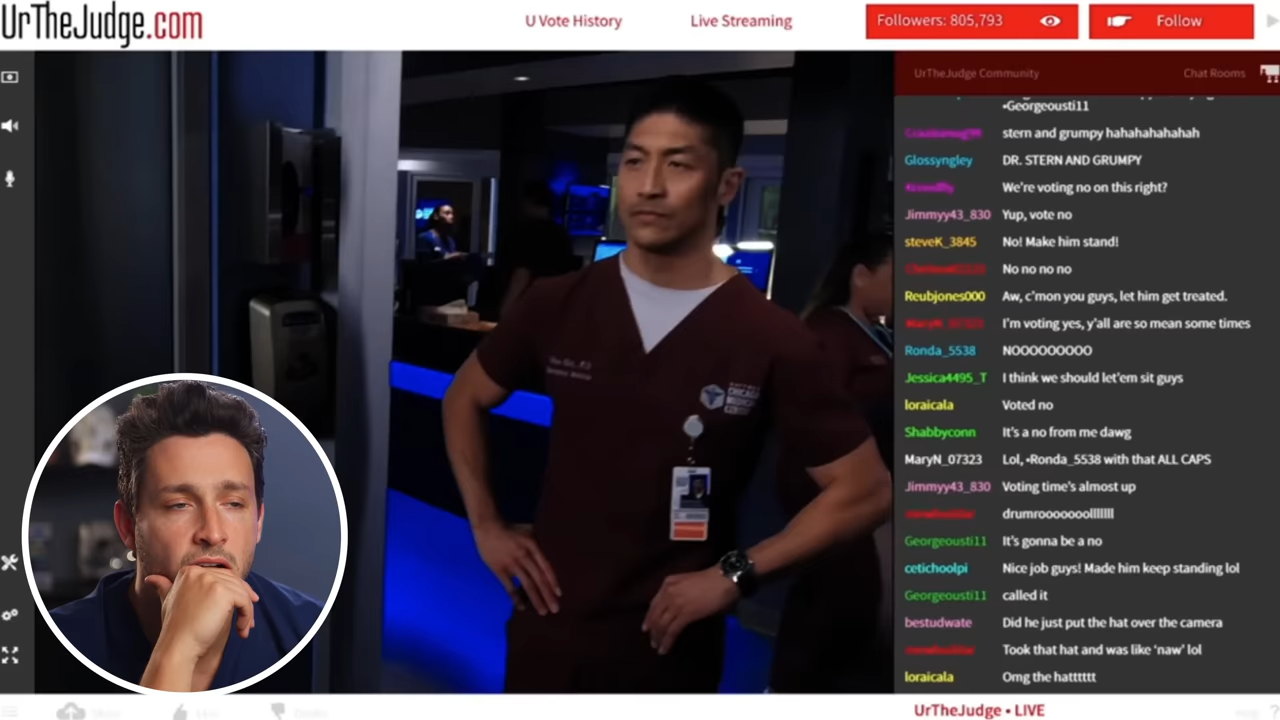 UrTheJudge.com
U Vote History
Live Streaming
Followers: 805,793
Follow
UrTheJudge Community
Chat Rooms
•Georgeousti11
stern and grumpy hahahahahahah
Glossyngley DR. STERN AND GRUMPY
We're voting no on this right?
Jimmyy43_830 Yup, vote no
steveK_3845 No! Make him stand!
No no no no
Reubjones000 Aw, c'mon you guys, let him get treated.
I'm voting yes, y'all are so mean some times
Ronda_5538 NOOOOOOOOO
Jessica4495_T I think we should let'em sit guys
loraicala Voted no
Shabbyconn It's a no from me dawg
MaryN_07323 Lol, •Ronda_5538 with that ALL CAPS
Jimmyy43_830 Voting time's almost up
drumrooooooolllllll
Georgeousti11 It's gonna be a no
cetichoolpi Nice job guys! Made him keep standing lol
Georgeousti11 called it
bestudwate Did he just put the hat over the camera
Took that hat and was like 'naw' lol
loraicala Omg the hatttttt
UrTheJudge • LIVE
CHICAGO
MEDICAL
CENTER